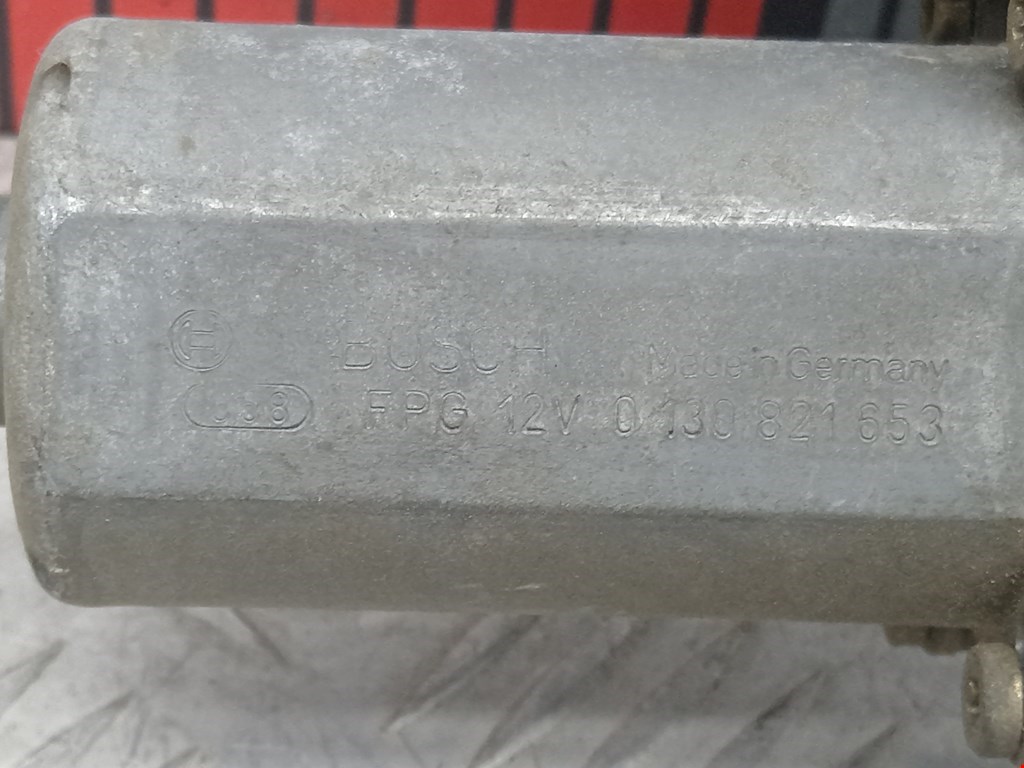 BOSCH Made in Germany
FPG 12V 0 130 821 653